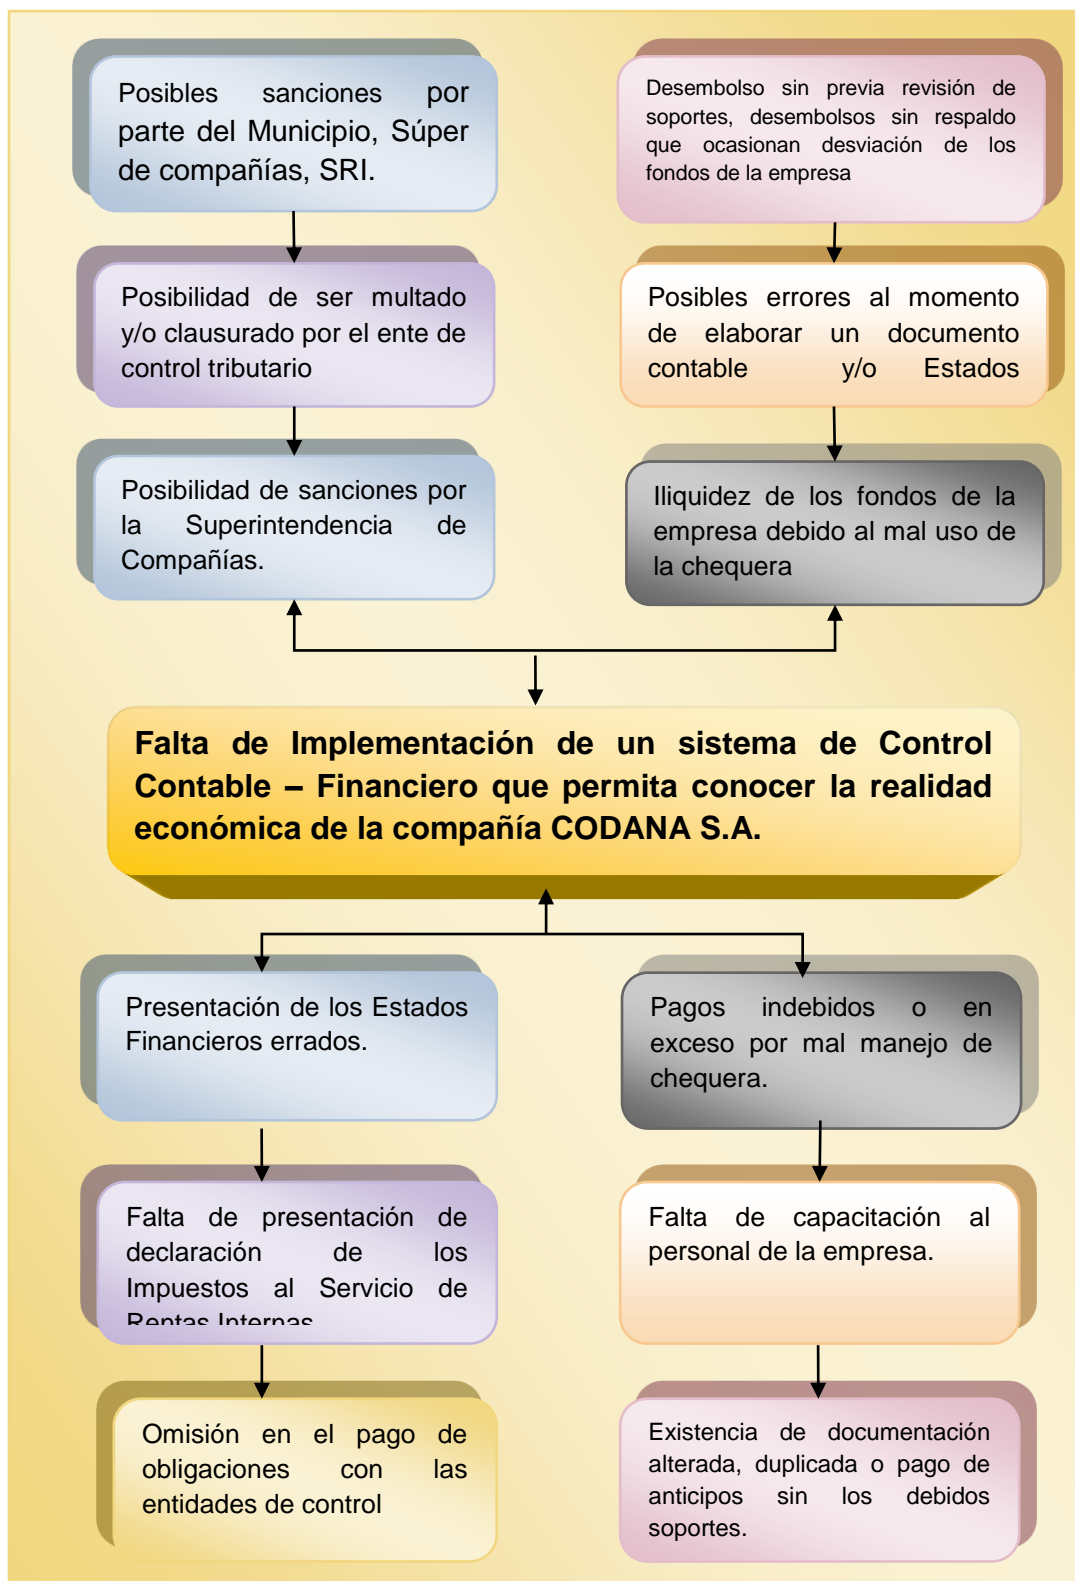 Posibles sanciones por
parte del Municipio, Súper
de compañías, SRI.
Desembolso sin previa revisión de
soportes, desembolsos sin respaldo
que ocasionan desviación de los
fondos de la empresa
Posibilidad de ser multado
y/o clausurado por el ente de
control tributario
Posibles errores al momento
de elaborar un documento
contable y/o Estados
Posibilidad de sanciones por
la Superintendencia de
Compañías.
Iliquidez de los fondos de la
empresa debido al mal uso de
la chequera
Falta de Implementación de un sistema de Control
Contable – Financiero que permita conocer la realidad
económica de la compañía CODANA S.A.
Presentación de los Estados
Financieros errados.
Pagos indebidos o en
exceso por mal manejo de
chequera.
Falta de presentación de
declaración de los
Impuestos al Servicio de
Rentas Internas
Falta de capacitación al
personal de la empresa.
Omisión en el pago de
obligaciones con las
entidades de control
Existencia de documentación
alterada, duplicada o pago de
anticipos sin los debidos
soportes.